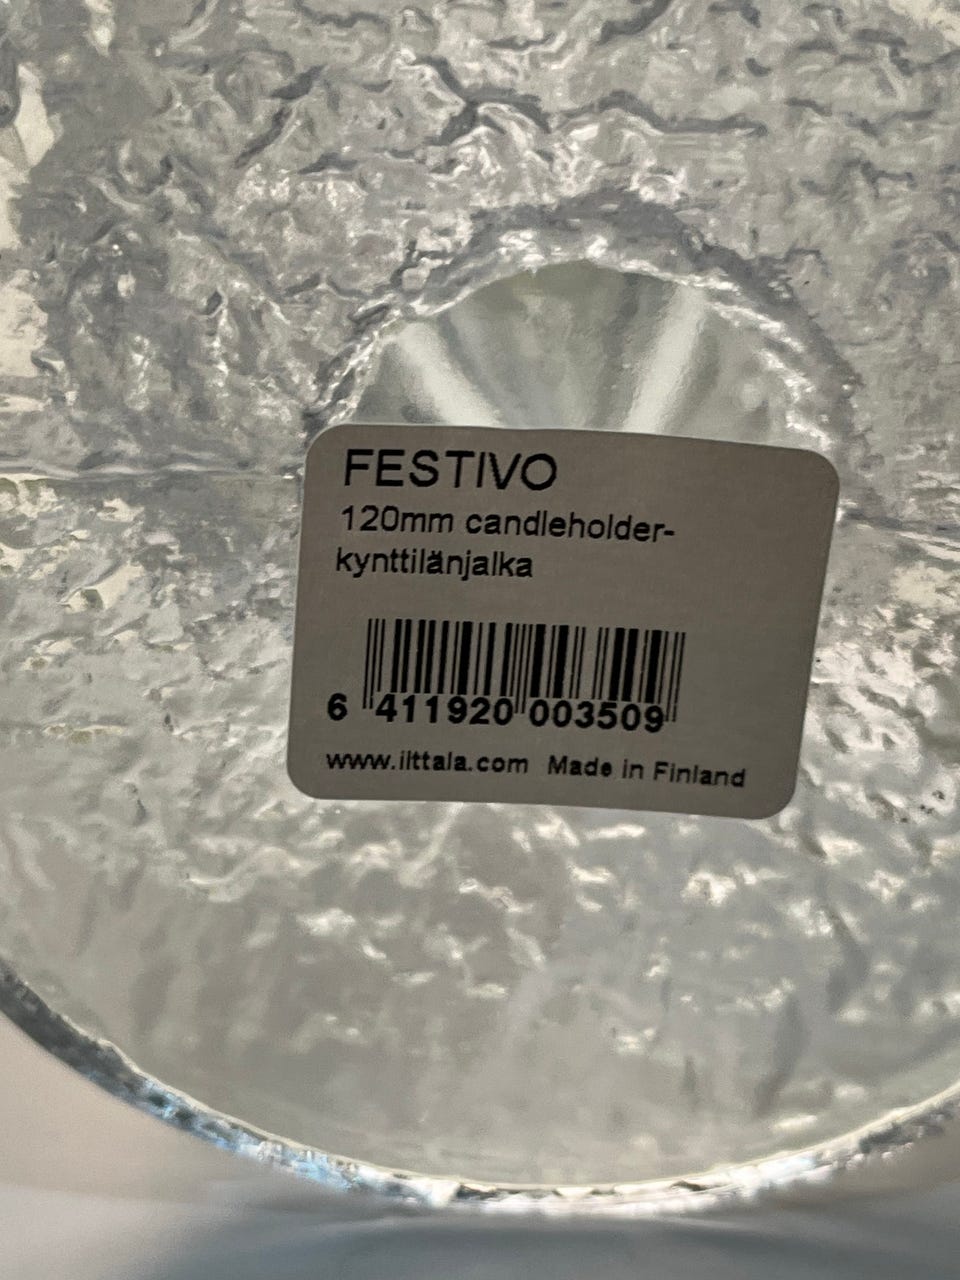 FESTIVO
120mm candleholder-
kynttilänjalka
6 411920 003509
www.iittala.com Made in Finland